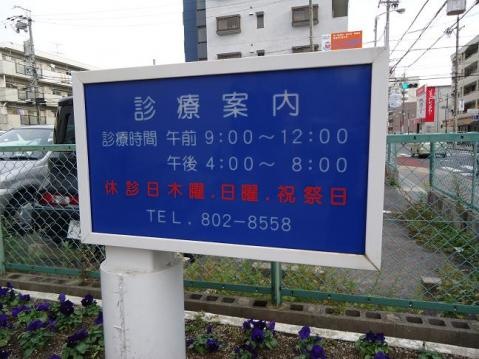 診療案内
診療時間 午前 9:00～12:00
午後 4:00～ 8:00
休診日木曜.日曜.祝祭日
TEL. 802-8558